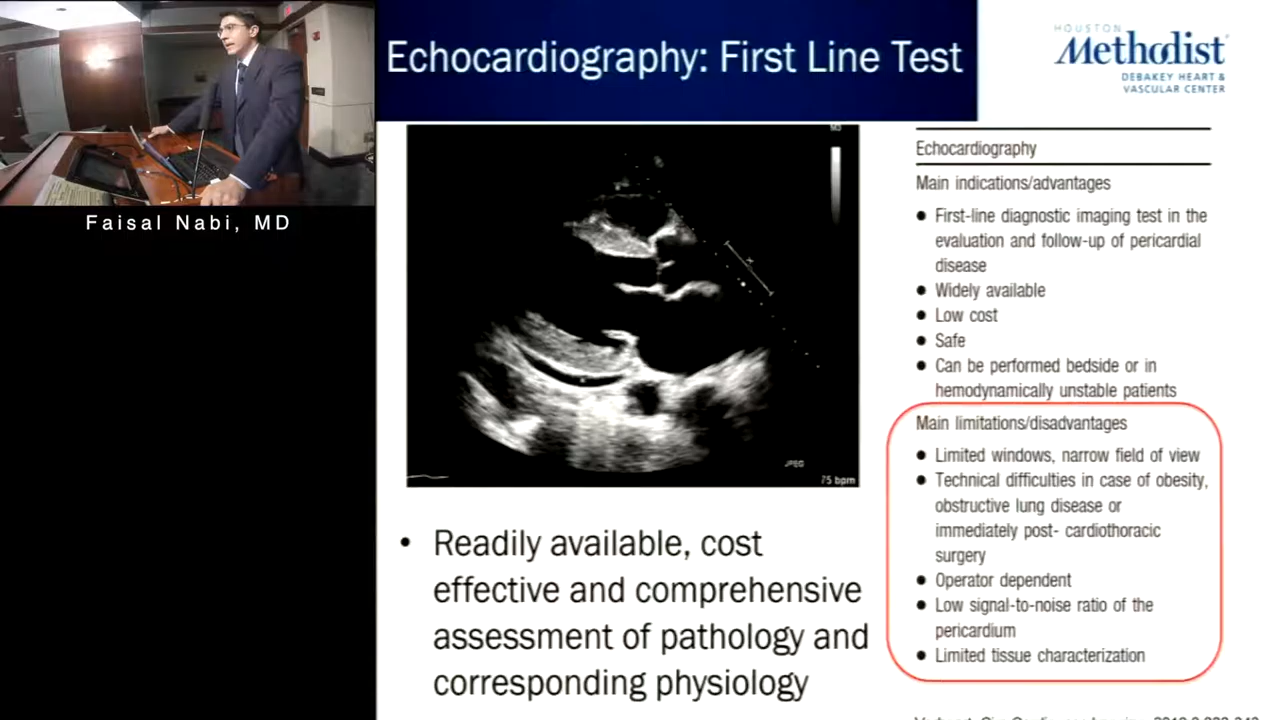 Echocardiography: First Line Test
HOUSTON
Methodist
DEBAKEY HEART &
VASCULAR CENTER
Faisal Nabi, MD
JPEG
75 bpm
• Readily available, cost
effective and comprehensive
assessment of pathology and
corresponding physiology
Echocardiography
Main indications/advantages
● First-line diagnostic imaging test in the
evaluation and follow-up of pericardial
disease
● Widely available
● Low cost
● Safe
● Can be performed bedside or in
hemodynamically unstable patients
Main limitations/disadvantages
● Limited windows, narrow field of view
● Technical difficulties in case of obesity,
obstructive lung disease or
immediately post- cardiothoracic
surgery
● Operator dependent
● Low signal-to-noise ratio of the
pericardium
● Limited tissue characterization